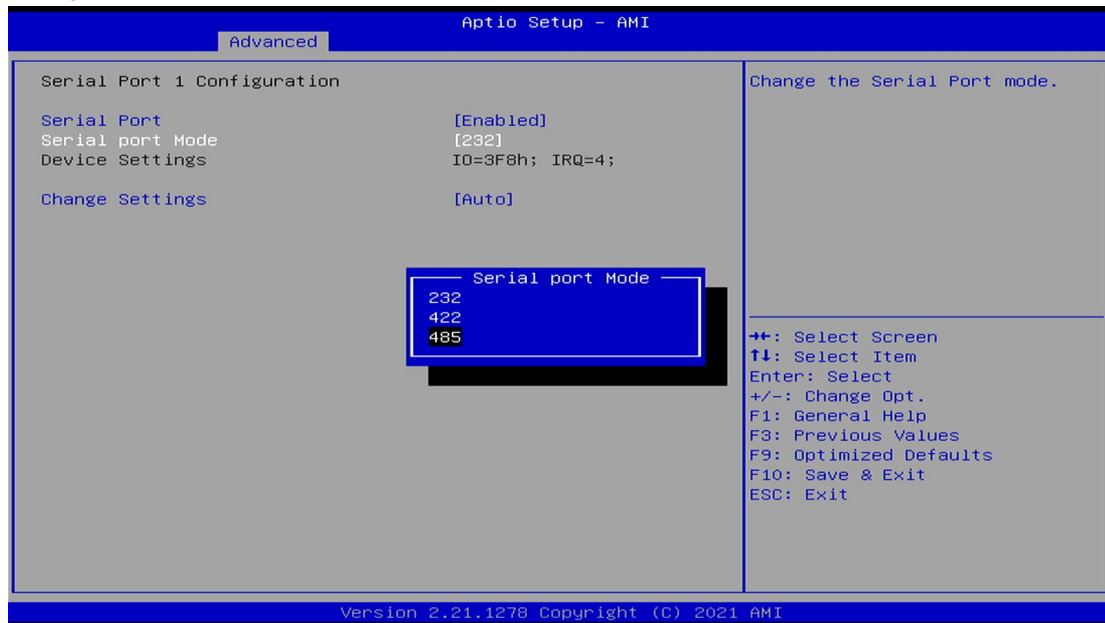 Aptio Setup – AMI
Advanced
Serial Port 1 Configuration
Serial Port [Enabled]
Serial port Mode [232]
Device Settings IO=3F8h; IRQ=4;
Change Settings [Auto]
Serial port Mode
232
422
485
Change the Serial Port mode.
→←: Select Screen
↑↓: Select Item
Enter: Select
+/-: Change Opt.
F1: General Help
F3: Previous Values
F9: Optimized Defaults
F10: Save & Exit
ESC: Exit
Version 2.21.1278 Copyright (C) 2021 AMI